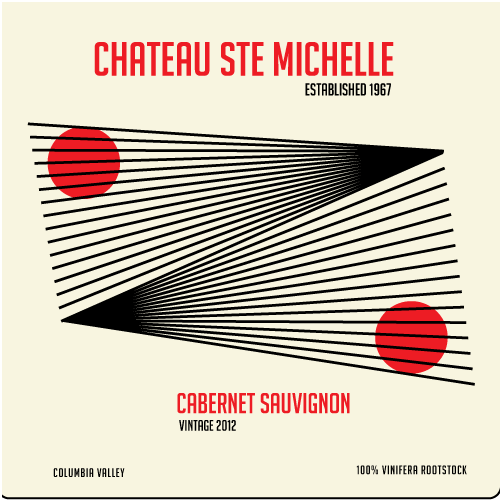 CHATEAU STE MICHELLE
ESTABLISHED 1967
CABERNET SAUVIGNON
VINTAGE 2012
COLUMBIA VALLEY
100% VINIFERA ROOTSTOCK